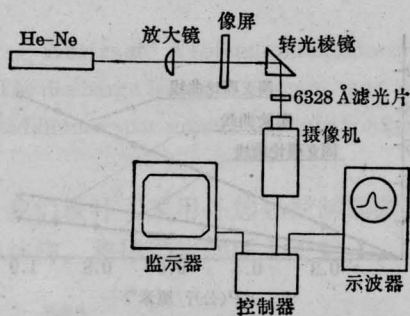 He-Ne
放大镜
像屏
转光棱镜
6328 Å滤光片
摄像机
监示器
控制器
示波器